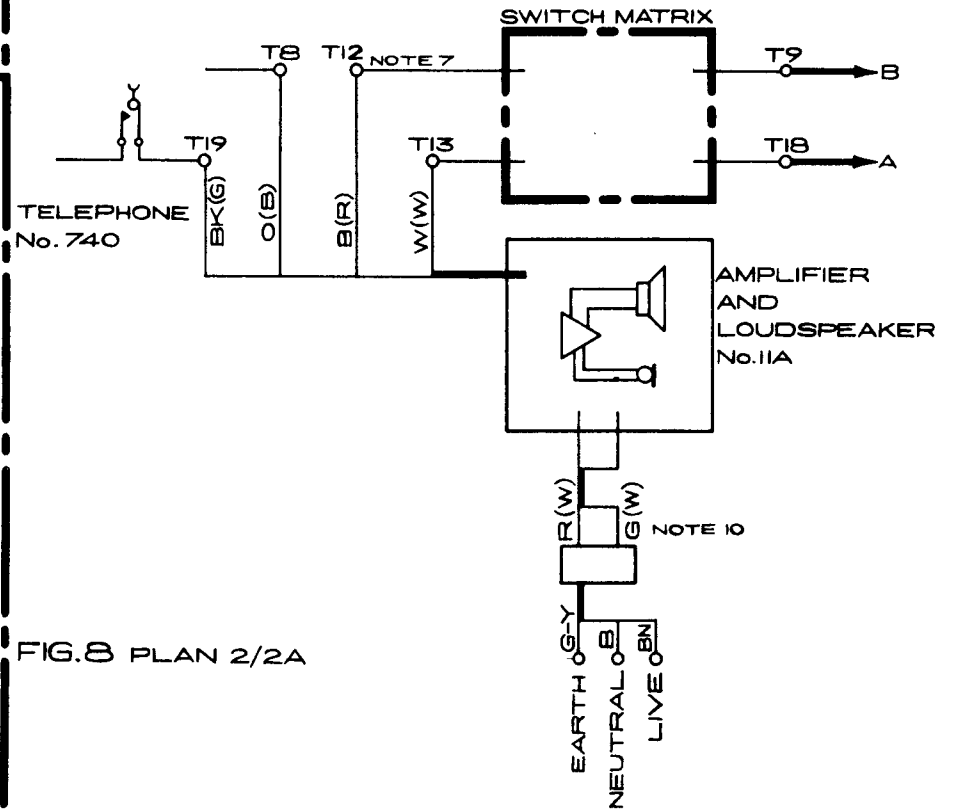 SWITCH MATRIX
T8
T12
NOTE 7
T9
B
Y
T19
T13
T18
A
BK(G)
O(B)
B(R)
W(W)
TELEPHONE
No. 740
AMPLIFIER
AND
LOUDSPEAKER
No.11A
R(W)
G(W)
NOTE 10
FIG.8 PLAN 2/2A
G-Y
B
BN
EARTH
NEUTRAL
LIVE